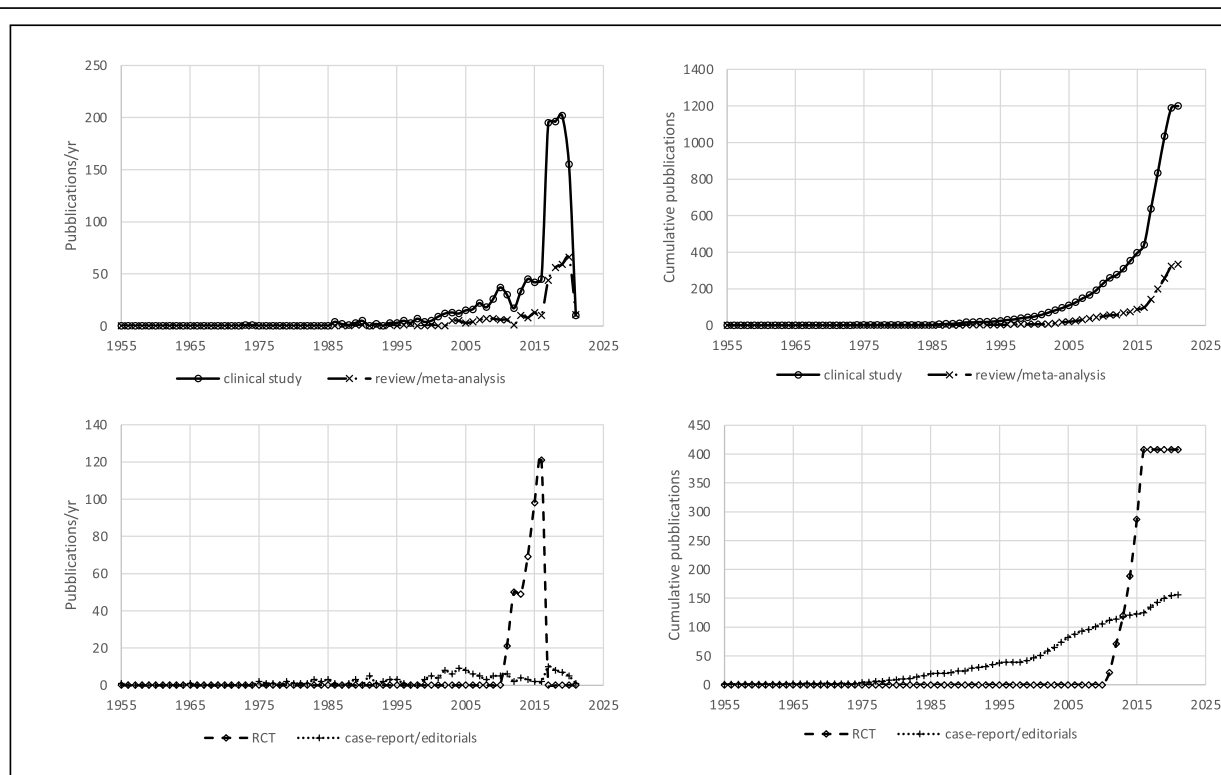 250
200
150
100
50
0
Pubblications/yr
1955 1965 1975 1985 1995 2005 2015 2025
clinical study review/meta-analysis
1400
1200
1000
800
600
400
200
0
Cumulative pubblications
1955 1965 1975 1985 1995 2005 2015 2025
clinical study review/meta-analysis
140
120
100
80
60
40
20
0
Pubblications/yr
1955 1965 1975 1985 1995 2005 2015 2025
RCT case-report/editorials
450
400
350
300
250
200
150
100
50
0
Cumulative pubblications
1955 1965 1975 1985 1995 2005 2015 2025
RCT case-report/editorials